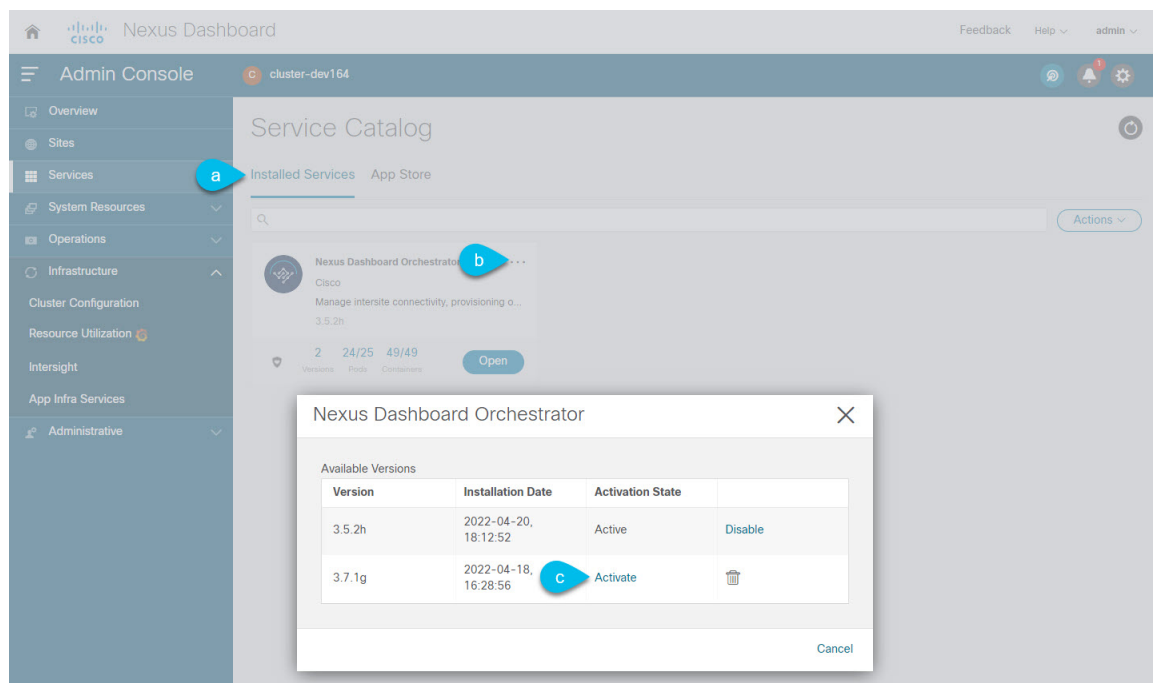 CISCO Nexus Dashboard Feedback Help admin
Admin Console C cluster-dev164 1
Overview
Sites
Services
System Resources
Operations
Infrastructure
Cluster Configuration
Resource Utilization
Intersight
App Infra Services
Administrative
Service Catalog
a Installed Services App Store
Actions
Nexus Dashboard Orchestrator b ...
Cisco
Manage intersite connectivity, provisioning o...
3.5.2h
2 24/25 49/49 Open
Versions Pods Containers
Nexus Dashboard Orchestrator
Available Versions
Version Installation Date Activation State
3.5.2h 2022-04-20, Active Disable
18:12:52
3.7.1g 2022-04-18, c Activate
16:28:56
Cancel